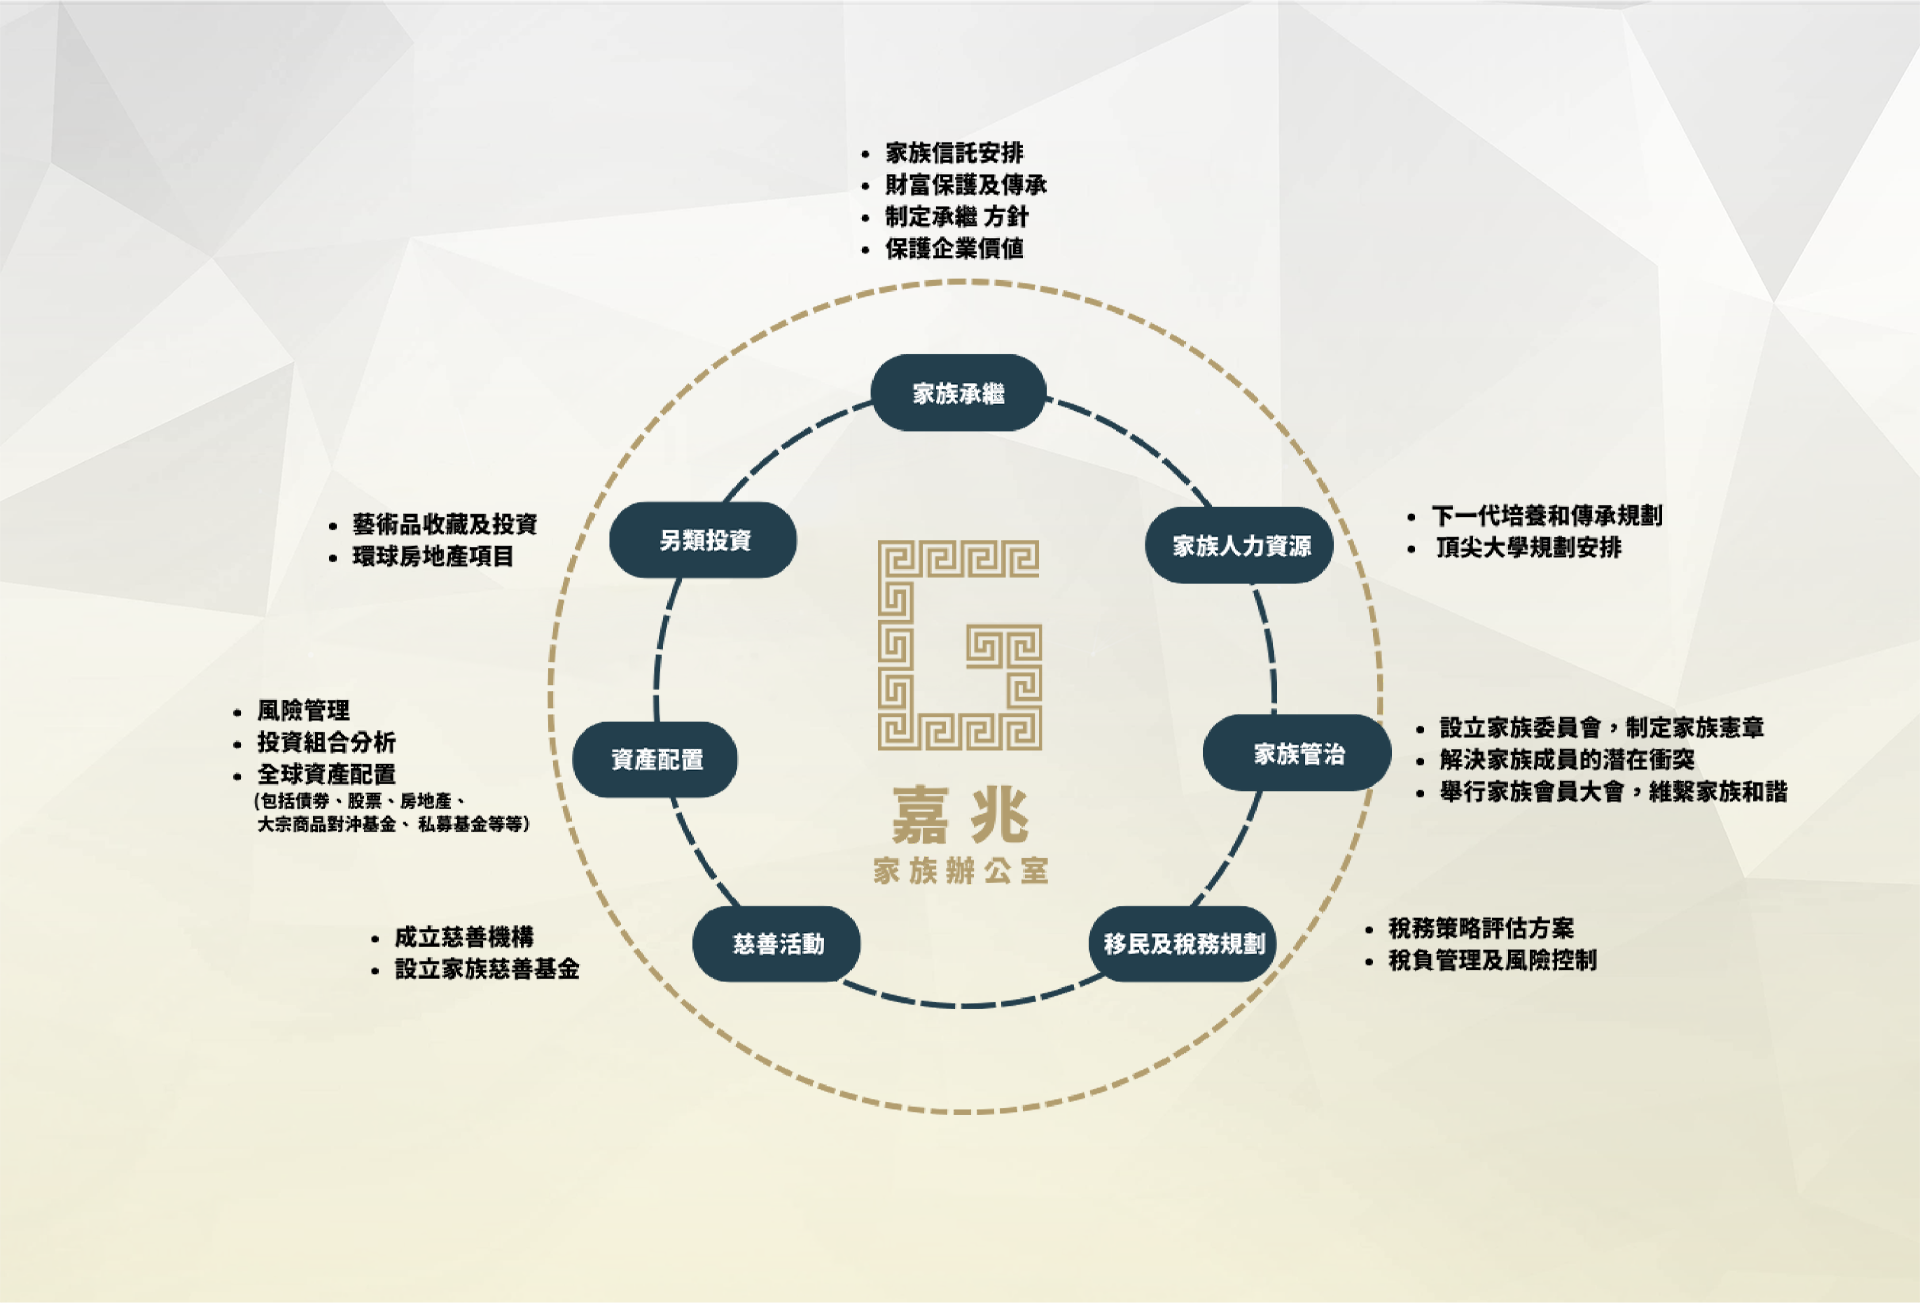 • 家族信託安排
• 財富保護及傳承
• 制定承繼 方針
• 保護企業價值
家族承繼
• 藝術品收藏及投資
• 環球房地產項目
另類投資
家族人力資源
• 下一代培養和傳承規劃
• 頂尖大學規劃安排
• 風險管理
• 投資組合分析
• 全球資產配置
(包括債券、股票、房地產、
大宗商品對沖基金、 私募基金等等)
資產配置
嘉兆
家族辦公室
家族管治
• 設立家族委員會，制定家族憲章
• 解決家族成員的潛在衝突
• 舉行家族會員大會，維繫家族和諧
• 成立慈善機構
• 設立家族慈善基金
慈善活動
移民及稅務規劃
• 稅務策略評估方案
• 稅負管理及風險控制